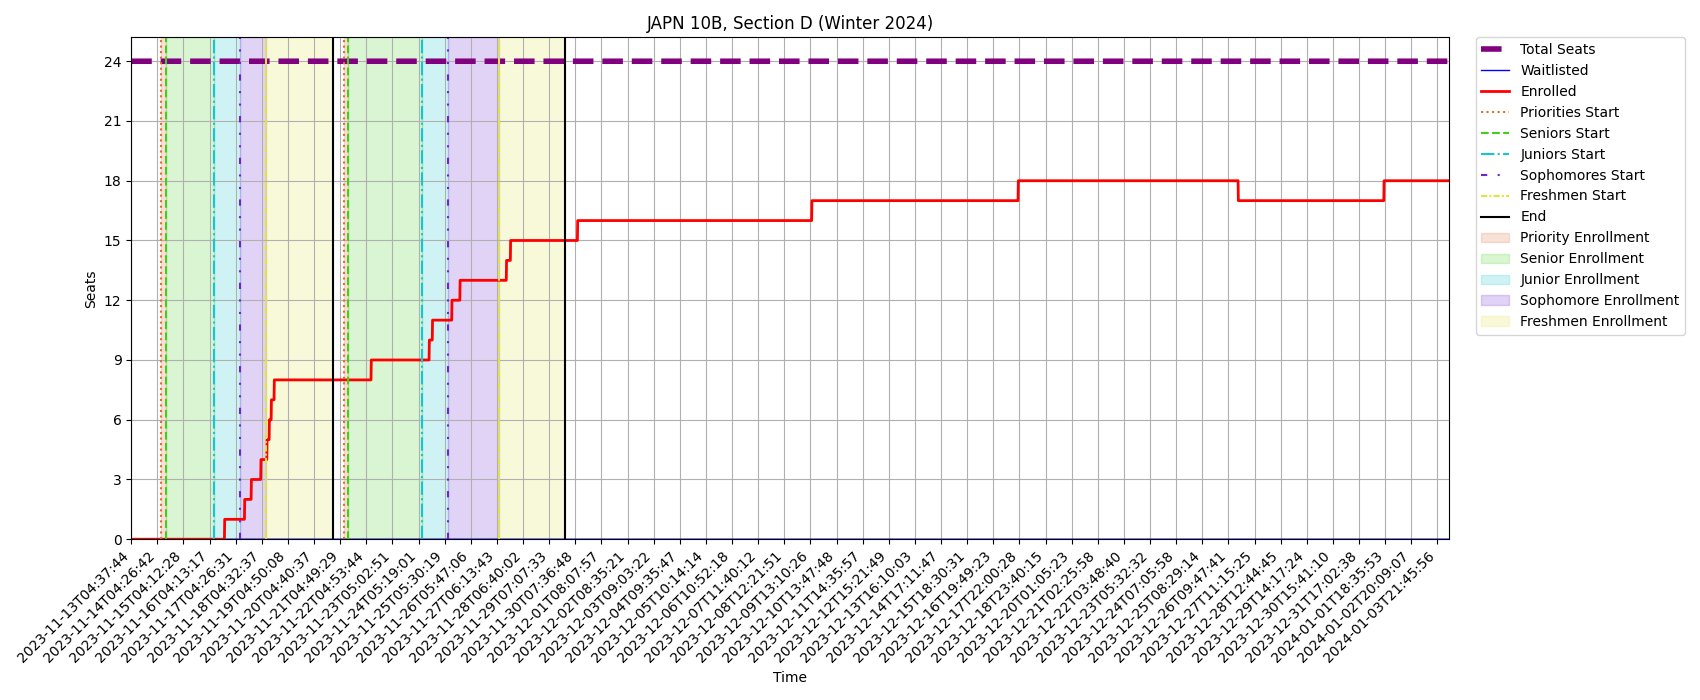 JAPN 10B, Section D (Winter 2024)
Seats
24
21
18
15
12
9
6
3
0
2023-11-13T04:37:44
2023-11-14T04:26:42
2023-11-15T04:12:28
2023-11-16T04:13:17
2023-11-17T04:26:31
2023-11-18T04:32:37
2023-11-19T04:50:08
2023-11-20T04:40:37
2023-11-21T04:49:29
2023-11-22T04:53:44
2023-11-23T05:02:51
2023-11-24T05:19:01
2023-11-25T05:30:19
2023-11-26T05:47:06
2023-11-27T06:13:43
2023-11-28T06:40:02
2023-11-29T07:07:33
2023-11-30T07:36:48
2023-12-01T08:07:57
2023-12-02T08:35:21
2023-12-03T09:03:22
2023-12-04T09:35:47
2023-12-05T10:14:14
2023-12-06T10:52:18
2023-12-07T11:40:12
2023-12-08T12:21:51
2023-12-09T13:10:26
2023-12-10T13:47:48
2023-12-11T14:35:57
2023-12-12T15:21:49
2023-12-13T16:10:03
2023-12-14T17:11:47
2023-12-15T18:30:31
2023-12-16T19:49:23
2023-12-17T22:00:28
2023-12-18T23:40:15
2023-12-20T01:05:23
2023-12-21T02:25:58
2023-12-22T03:48:40
2023-12-23T05:32:32
2023-12-24T07:05:58
2023-12-25T08:29:14
2023-12-26T09:47:41
2023-12-27T11:15:25
2023-12-28T12:44:45
2023-12-29T14:17:24
2023-12-30T15:41:10
2023-12-31T17:02:38
2024-01-01T18:35:53
2024-01-02T20:09:07
2024-01-03T21:45:56
Time
Total Seats
Waitlisted
Enrolled
Priorities Start
Seniors Start
Juniors Start
Sophomores Start
Freshmen Start
End
Priority Enrollment
Senior Enrollment
Junior Enrollment
Sophomore Enrollment
Freshmen Enrollment